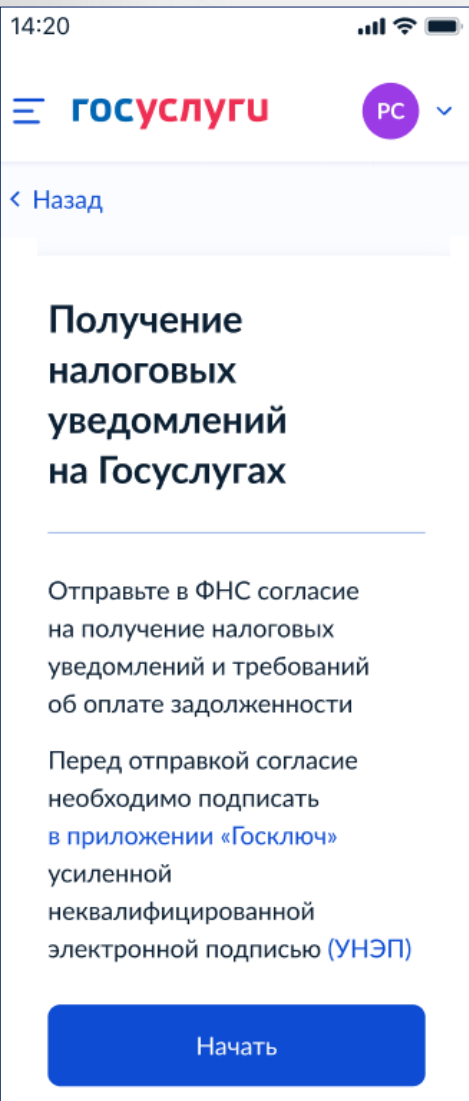 14:20
госуслуги
РС
Назад
Получение
налоговых
уведомлений
на Госуслугах
Отправьте в ФНС согласие
на получение налоговых
уведомлений и требований
об оплате задолженности
Перед отправкой согласие
необходимо подписать
в приложении «Госключ»
усиленной
неквалифицированной
электронной подписью (УНЭП)
Начать